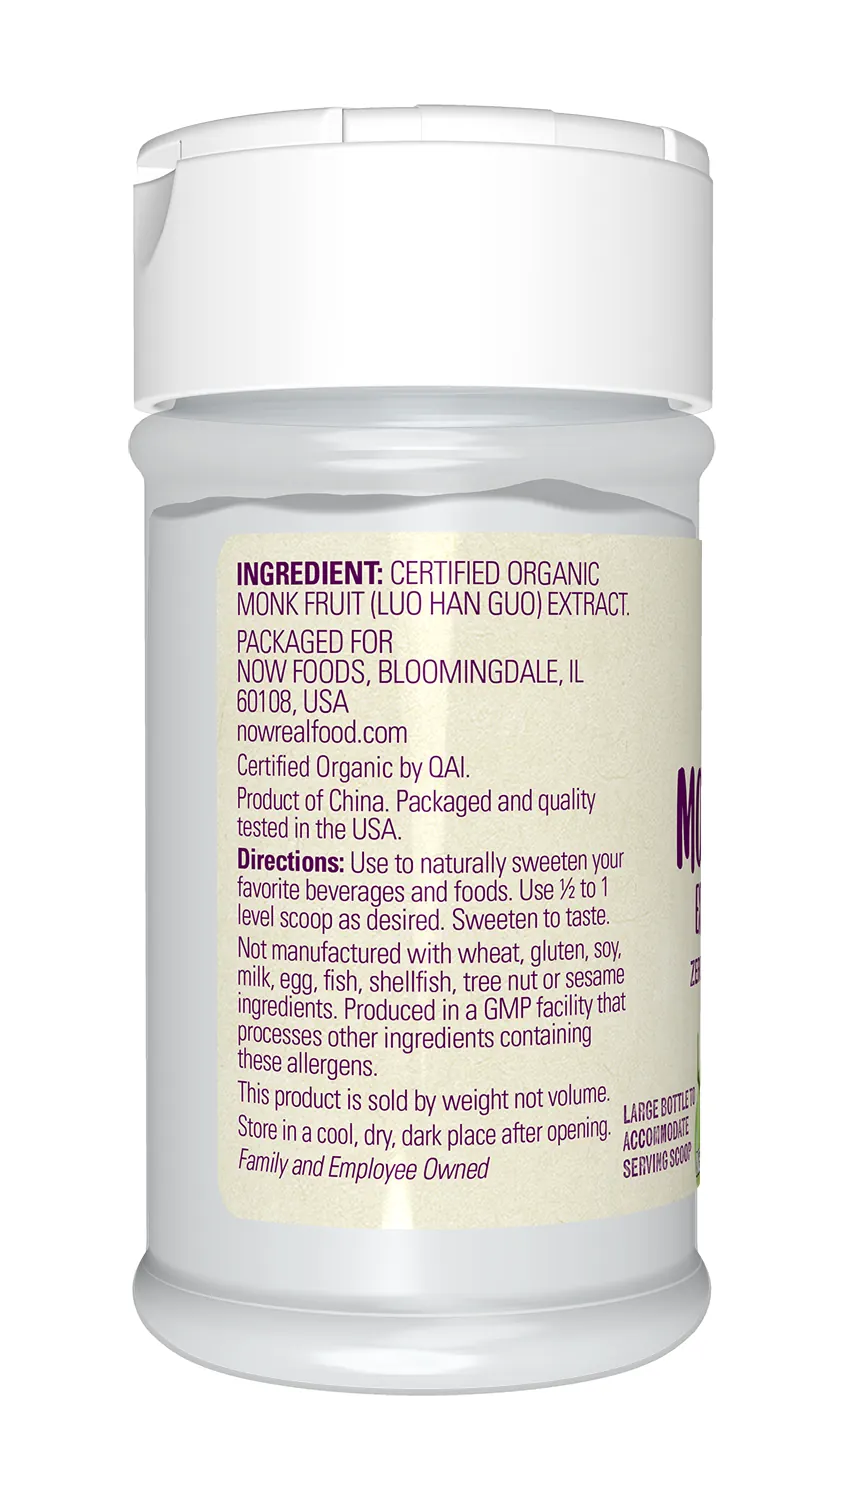 INGREDIENT: CERTIFIED ORGANIC
MONK FRUIT (LUO HAN GUO) EXTRACT.
PACKAGED FOR
NOW FOODS, BLOOMINGDALE, IL
60108, USA
nowrealfood.com
Certified Organic by QAI.
Product of China. Packaged and quality
tested in the USA.
Directions: Use to naturally sweeten your
favorite beverages and foods. Use ½ to 1
level scoop as desired. Sweeten to taste.
Not manufactured with wheat, gluten, soy,
milk, egg, fish, shellfish, tree nut or sesame
ingredients. Produced in a GMP facility that
processes other ingredients containing
these allergens.
This product is sold by weight not volume.
Store in a cool, dry, dark place after opening.
Family and Employee Owned
LARGE BOTTLE TO
ACCOMMODATE
SERVING SCOOP